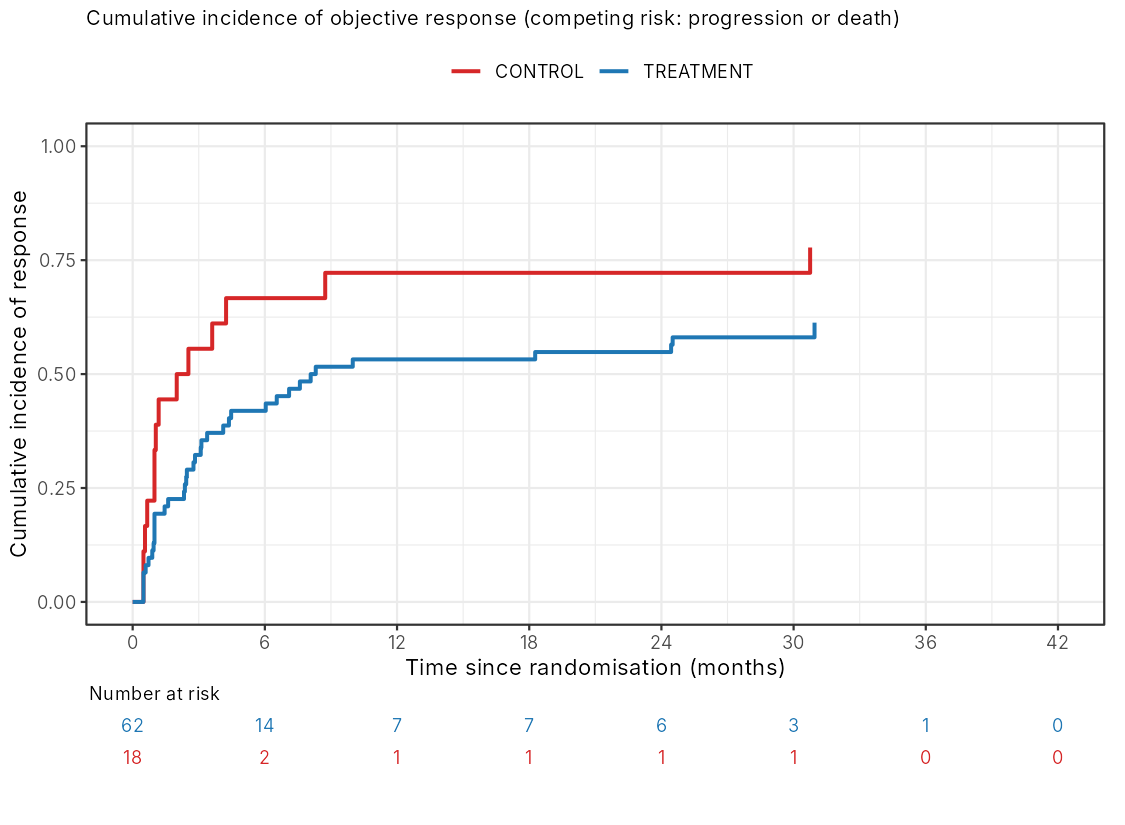 Cumulative incidence of objective response (competing risk: progression or death)
CONTROL TREATMENT
Cumulative incidence of response
1.00
0.75
0.50
0.25
0.00
0 6 12 18 24 30 36 42
Time since randomisation (months)
Number at risk
62 14 7 7 6 3 1 0
18 2 1 1 1 1 0 0